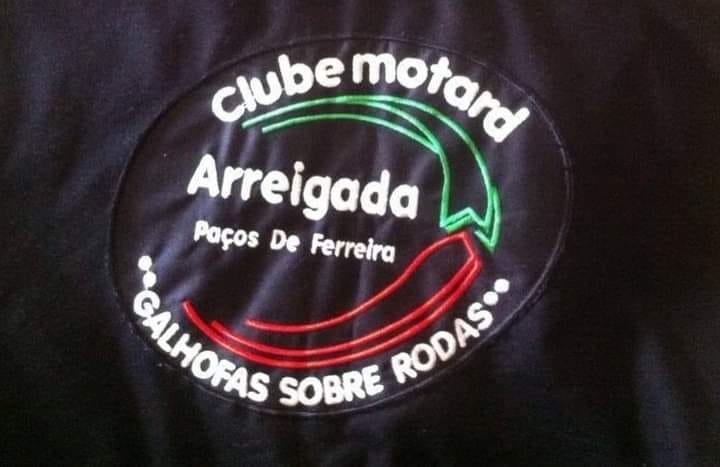 Clube motard
Arreigada
Paços De Ferreira
••GALHOFAS SOBRE RODAS••